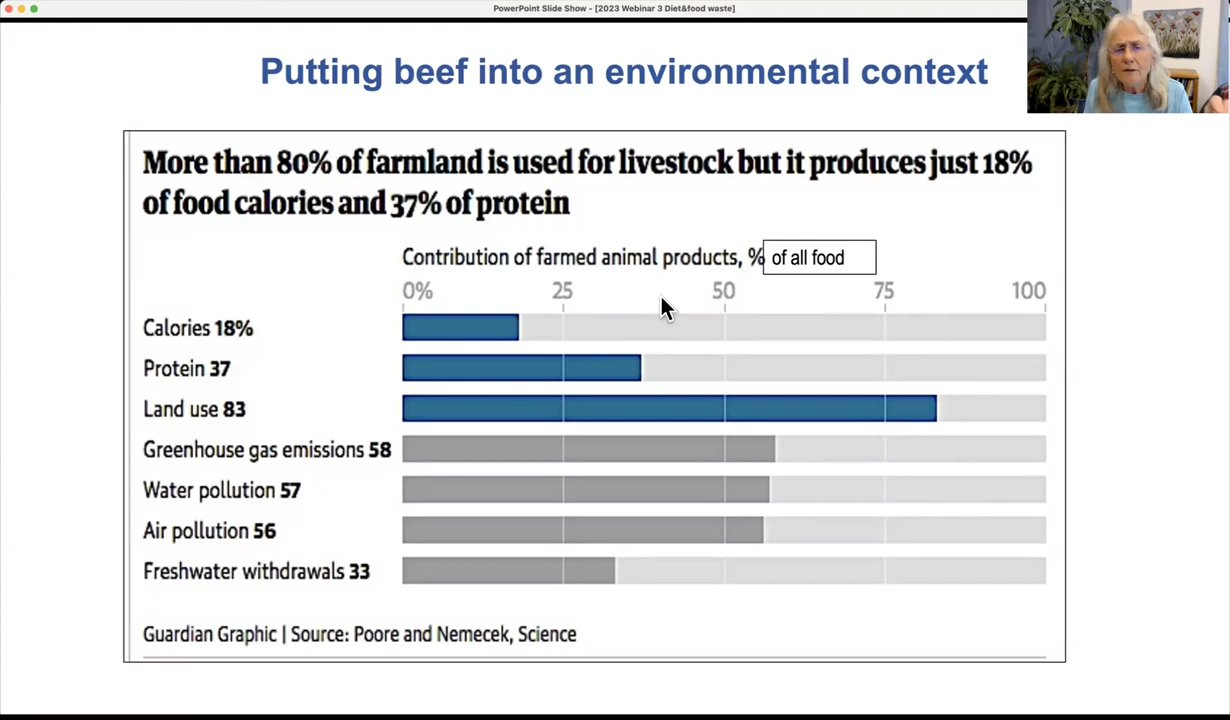 PowerPoint Slide Show - [2023 Webinar 3 Diet&food waste]
Putting beef into an environmental context
More than 80% of farmland is used for livestock but it produces just 18%
of food calories and 37% of protein
Contribution of farmed animal products, % of all food
0% 25 50 75 100
Calories 18%
Protein 37
Land use 83
Greenhouse gas emissions 58
Water pollution 57
Air pollution 56
Freshwater withdrawals 33
Guardian Graphic | Source: Poore and Nemecek, Science